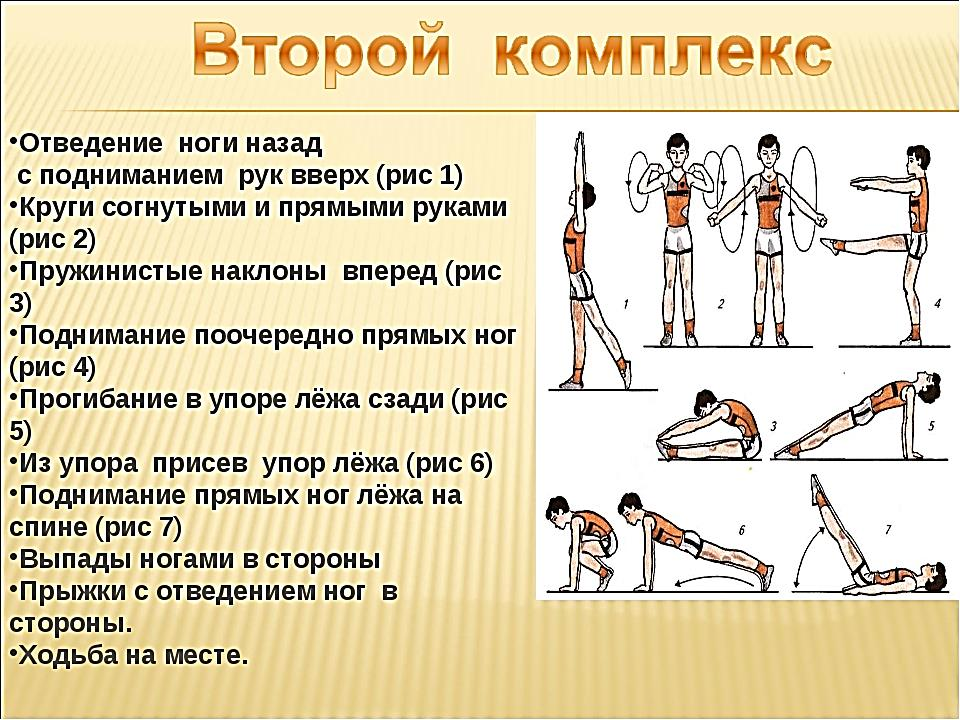 Второй комплекс
•Отведение ноги назад
с подниманием рук вверх (рис 1)
•Круги согнутыми и прямыми руками
(рис 2)
•Пружинистые наклоны вперед (рис
3)
•Поднимание поочередно прямых ног
(рис 4)
•Прогибание в упоре лёжа сзади (рис
5)
•Из упора присев упор лёжа (рис 6)
•Поднимание прямых ног лёжа на
спине (рис 7)
•Выпады ногами в стороны
•Прыжки с отведением ног в
стороны.
•Ходьба на месте.
1
2
4
3
5
6
7